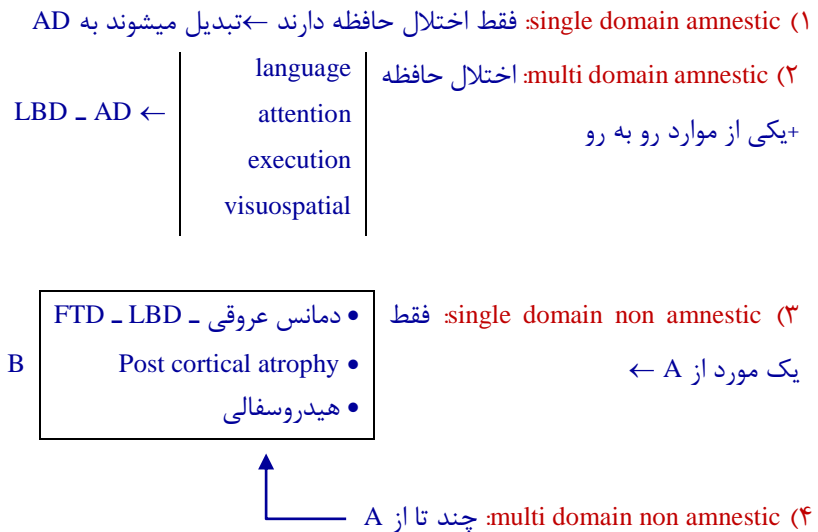 ۱) single domain amnestic: فقط اختلال حافظه دارند ← تبدیل میشوند به AD
۲) multi domain amnestic: اختلال حافظه
+یکی از موارد رو به رو
language
attention
execution
visuospatial
← LBD ـ AD
۳) single domain non amnestic: فقط
یک مورد از A ←
• دمانس عروقی ـ FTD ـ LBD
• Post cortical atrophy
• هیدروسفالی
B
۴) multi domain non amnestic: چند تا از A